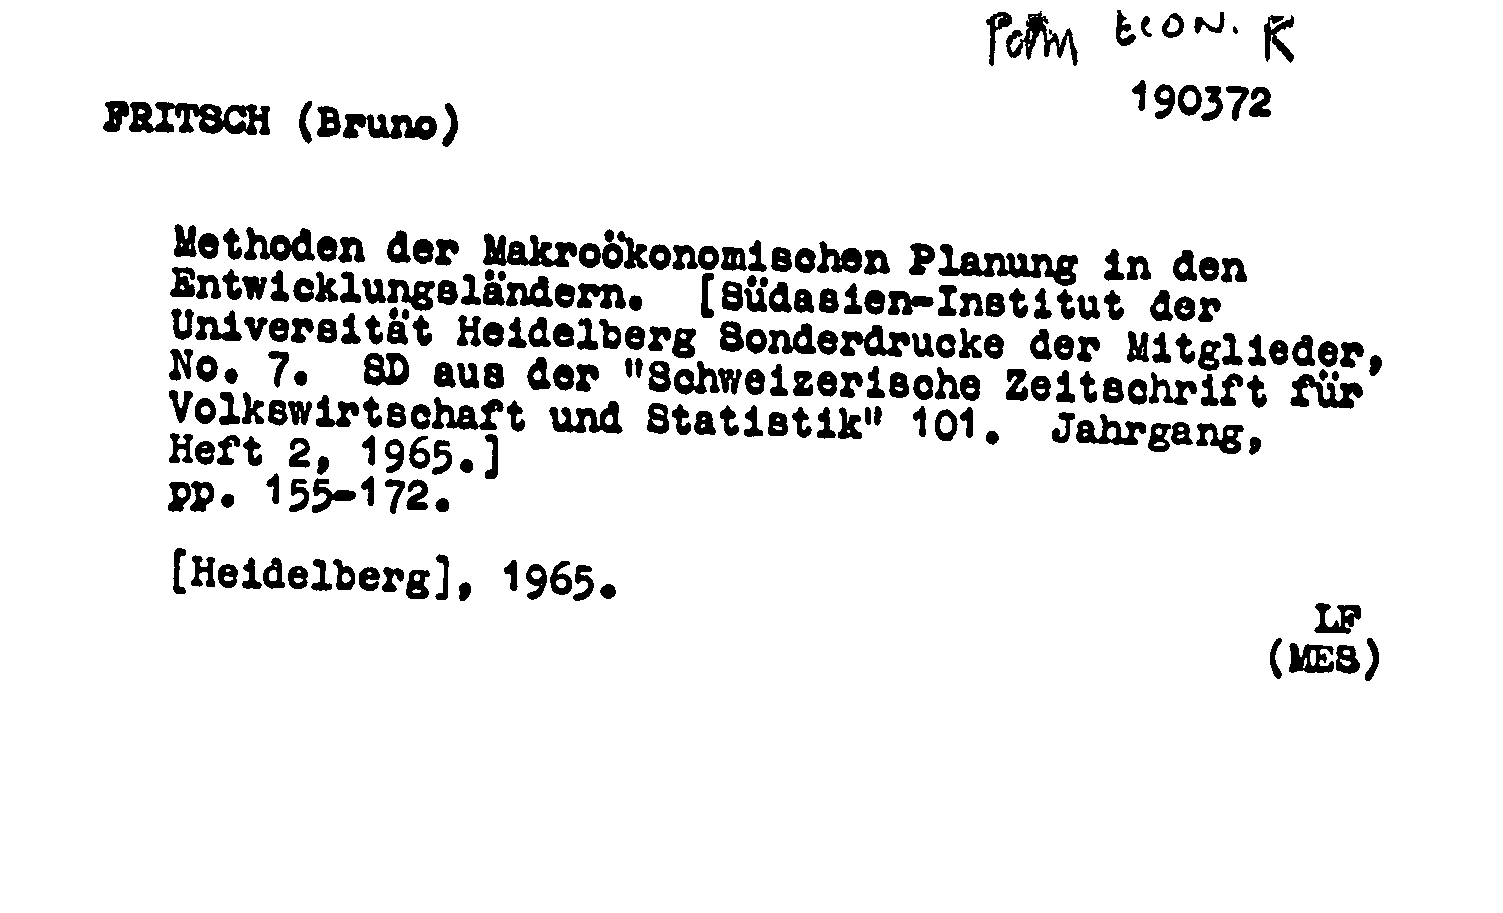 Pam Econ. K
190372
FRITSCH (Bruno)
Methoden der Makroökonomischen Planung in den
Entwicklungsländern. [Südasien-Institut der
Universität Heidelberg Sonderdrucke der Mitglieder,
No. 7. SD aus der "Schweizerische Zeitschrift für
Volkswirtschaft und Statistik" 101. Jahrgang,
Heft 2, 1965.]
pp. 155-172.
[Heidelberg], 1965.
LF
(MES)